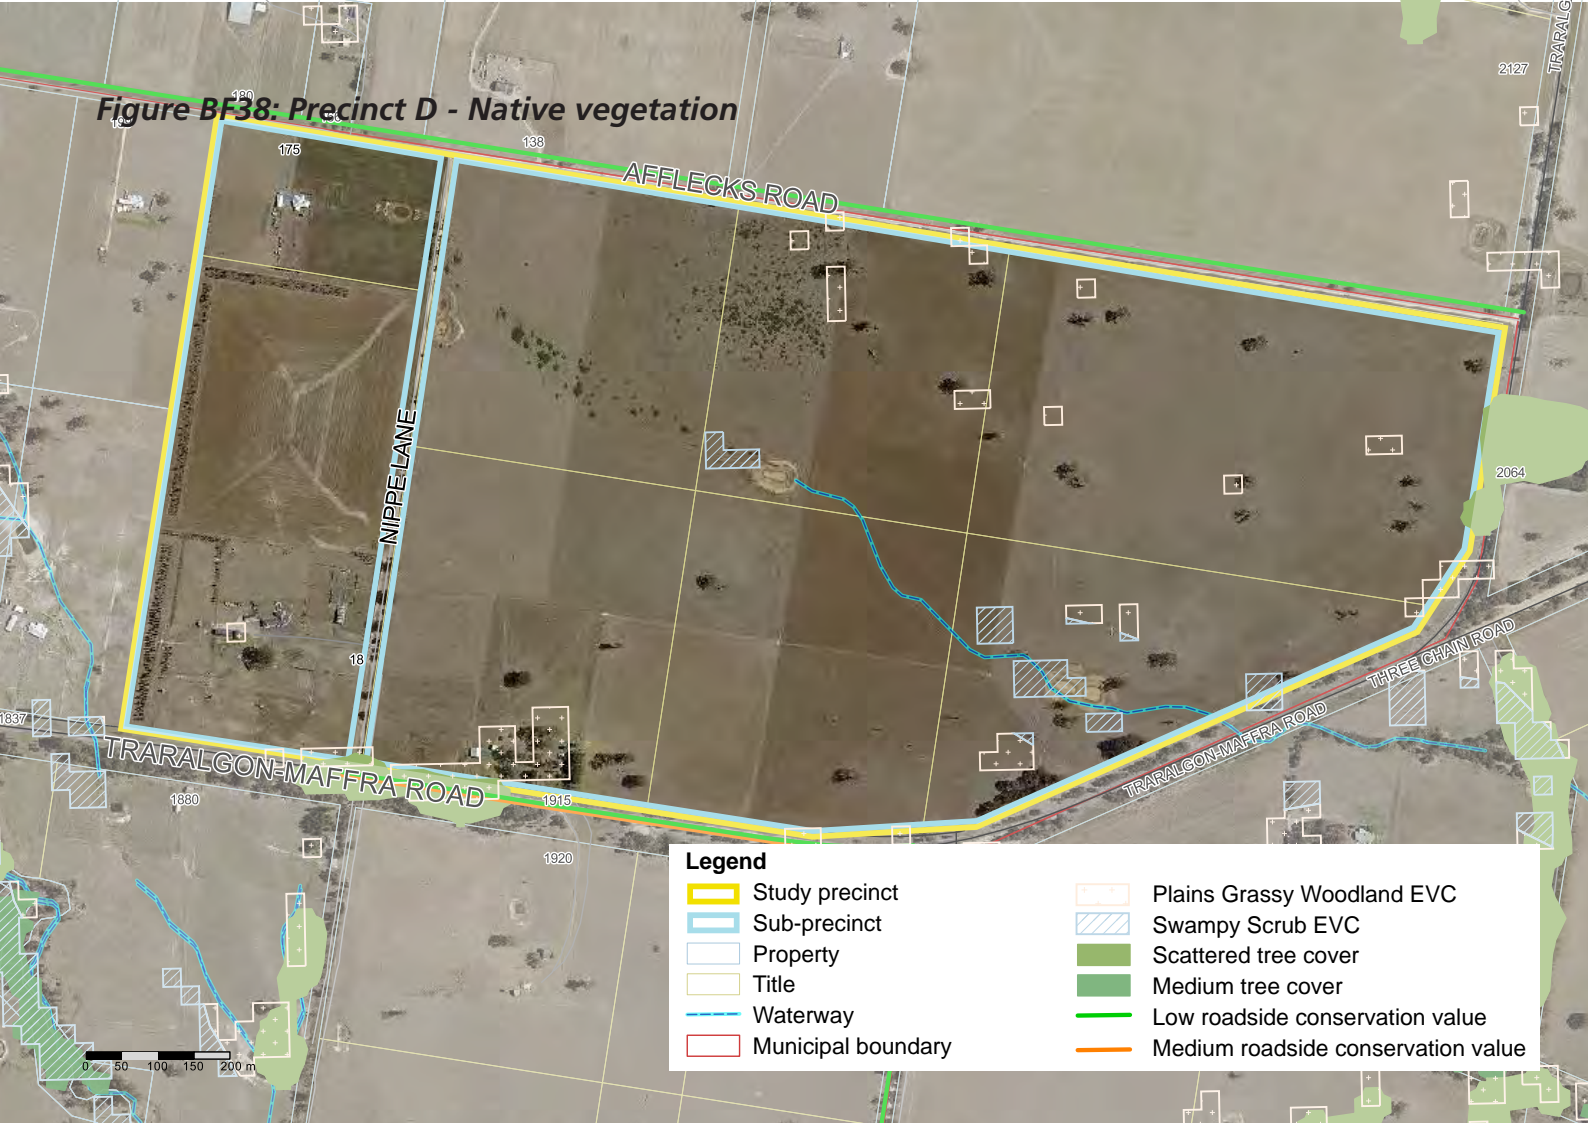 TRARALG
2127
180
Figure BF38: Precinct D - Native vegetation
175
138
AFFLECKS ROAD
NIPPE LANE
2064
18
THREE CHAIN ROAD
TRARALGON-MAFFRA ROAD
1837
TRARALGON-MAFFRA ROAD
1880
1915
1920
Legend
Study precinct
Sub-precinct
Property
Title
Waterway
Municipal boundary
Plains Grassy Woodland EVC
Swampy Scrub EVC
Scattered tree cover
Medium tree cover
Low roadside conservation value
Medium roadside conservation value
0 50 100 150 200 m